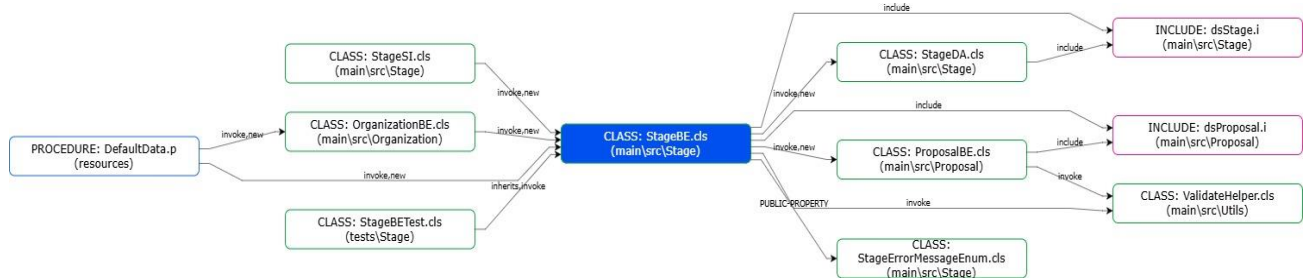 include
CLASS: StageSI.cls
(main\src\Stage)
CLASS: StageDA.cls
(main\src\Stage)
include
INCLUDE: dsStage.i
(main\src\Stage)
invoke,new
invoke,new
PROCEDURE: DefaultData.p
(resources)
invoke,new
CLASS: OrganizationBE.cls
(main\src\Organization)
invoke,new
CLASS: StageBE.cls
(main\src\Stage)
include
invoke,new
CLASS: ProposalBE.cls
(main\src\Proposal)
include
INCLUDE: dsProposal.i
(main\src\Proposal)
invoke,new
inherits,invoke
invoke
CLASS: StageBETest.cls
(tests\Stage)
PUBLIC-PROPERTY
invoke
CLASS: ValidateHelper.cls
(main\src\Utils)
CLASS:
StageErrorMessageEnum.cls
(main\src\Stage)